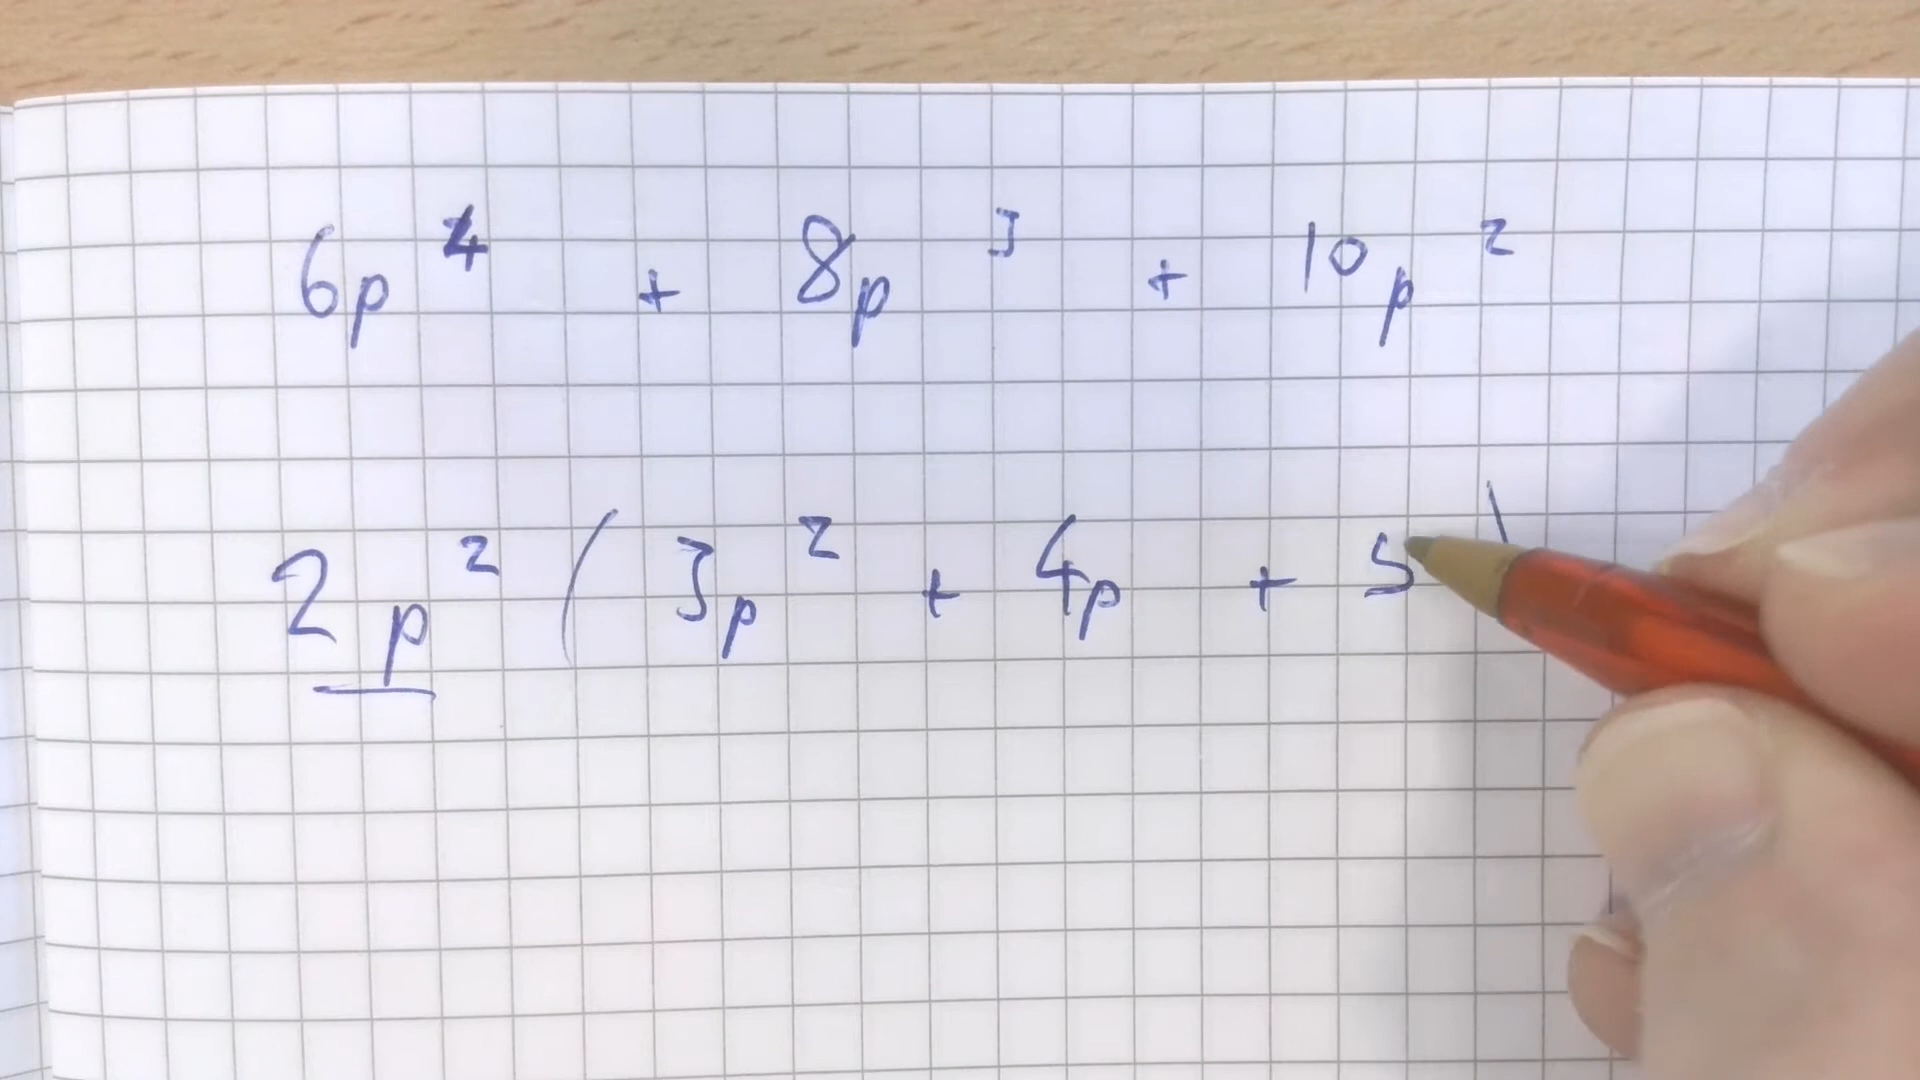 6p⁴ + 8p³ + 10p²
2p² (3p² + 4p + 5)